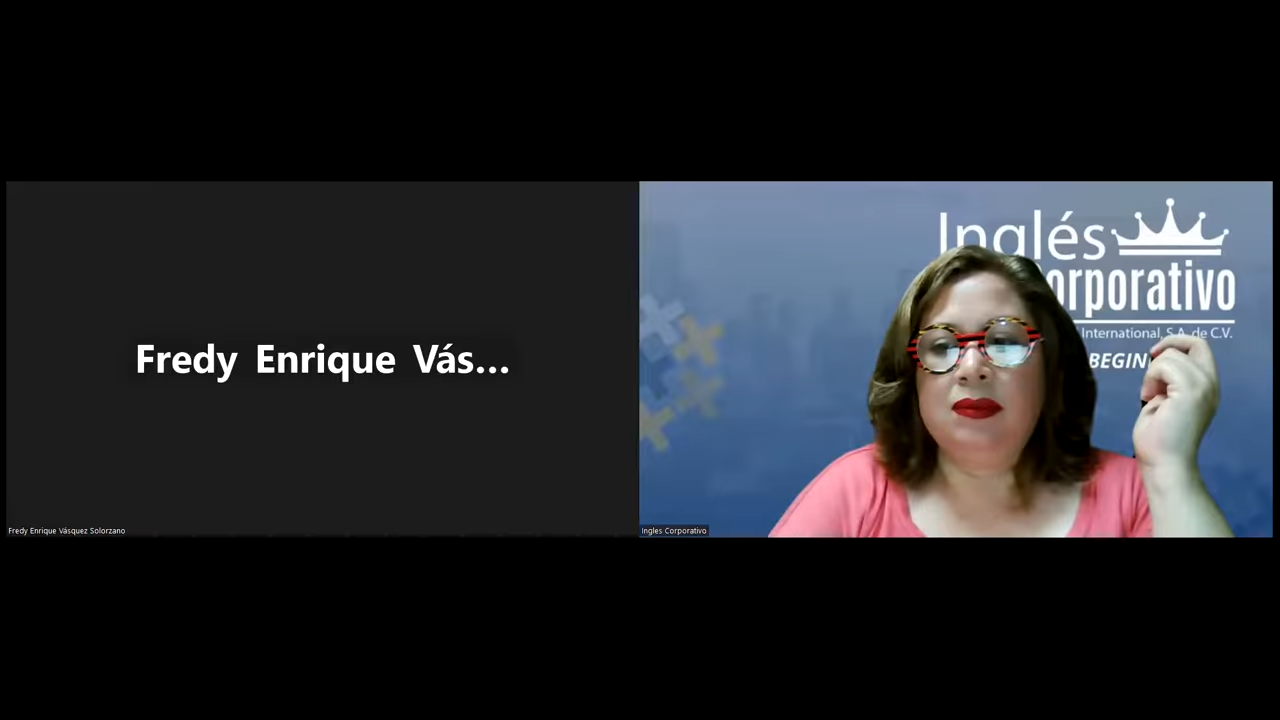 Fredy Enrique Vás...
Fredy Enrique Vásquez Solorzano
Inglés
orporativo
International, S.A. de C.V.
BEGIN
Ingles Corporativo